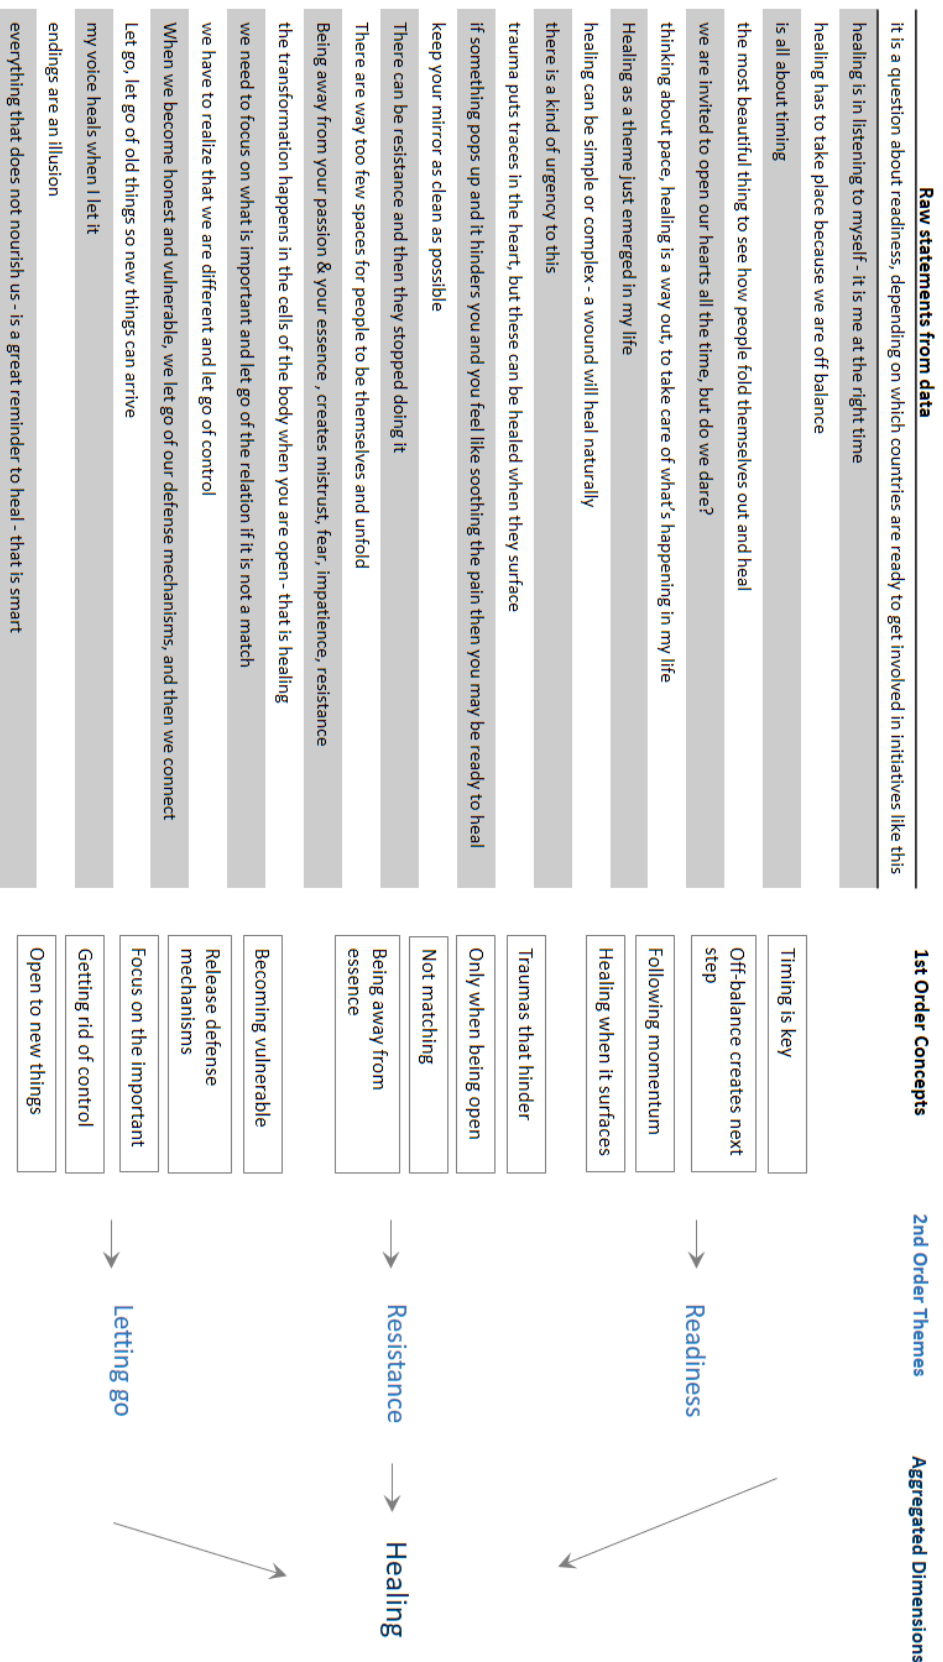 Raw statements from data
it is a question about readiness, depending on which countries are ready to get involved in initiatives like this
healing is in listening to myself - it is me at the right time
healing has to take place because we are off balance
is all about timing
the most beautiful thing to see how people fold themselves out and heal
we are invited to open our hearts all the time, but do we dare?
thinking about pace, healing is a way out, to take care of what's happening in my life
Healing as a theme just emerged in my life
healing can be simple or complex - a wound will heal naturally
there is a kind of urgency to this
trauma puts traces in the heart, but these can be healed when they surface
if something pops up and it hinders you and you feel like soothing the pain then you may be ready to heal
keep your mirror as clean as possible
There can be resistance and then they stopped doing it
There are way too few spaces for people to be themselves and unfold
Being away from your passion & your essence , creates mistrust, fear, impatience, resistance
the transformation happens in the cells of the body when you are open - that is healing
we need to focus on what is important and let go of the relation if it is not a match
we have to realize that we are different and let go of control
When we become honest and vulnerable, we let go of our defense mechanisms, and then we connect
Let go, let go of old things so new things can arrive
my voice heals when I let it
endings are an illusion
everything that does not nourish us - is a great reminder to heal - that is smart
1st Order Concepts
Timing is key
Off-balance creates next
step
Following momentum
Healing when it surfaces
Traumas that hinder
Only when being open
Not matching
Being away from
essence
Becoming vulnerable
Release defense
mechanisms
Focus on the important
Getting rid of control
Open to new things
2nd Order Themes
Readiness
Resistance
Letting go
Aggregated Dimensions
Healing